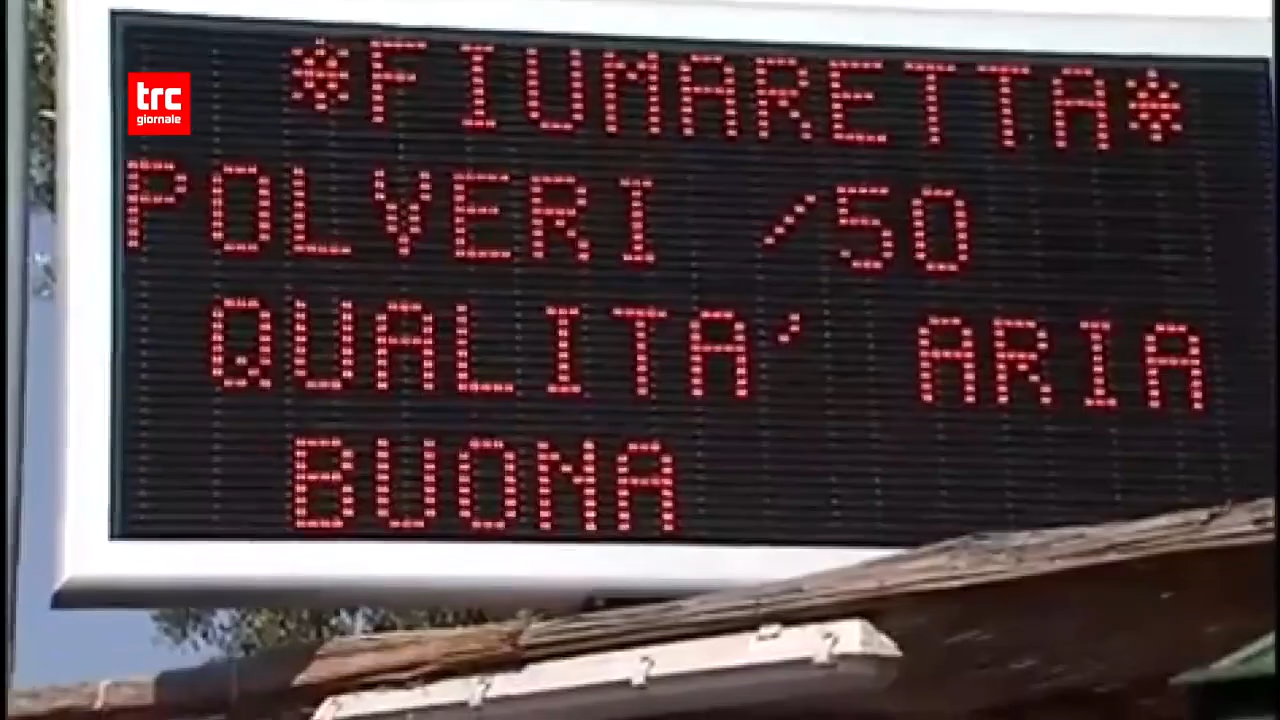 trc
giornale
*FIUMARETTA*
POLVERI /50
QUALITA' ARIA
BUONA